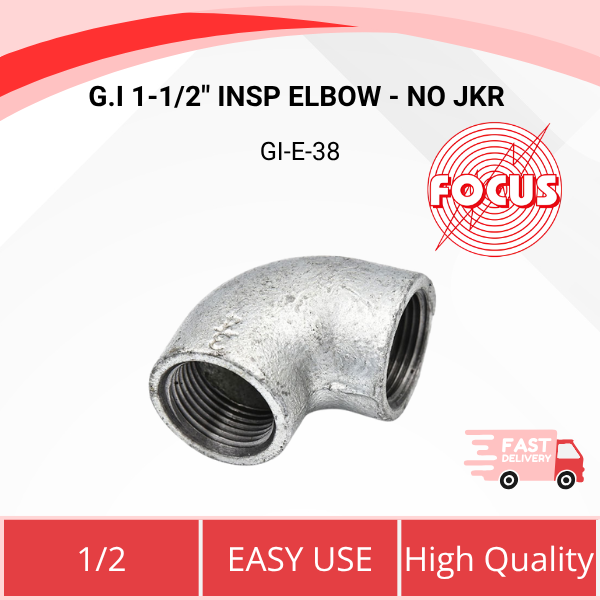 G.I 1-1/2" INSP ELBOW - NO JKR
GI-E-38
FOCUS
FAST
DELIVERY
1/2
EASY USE
High Quality